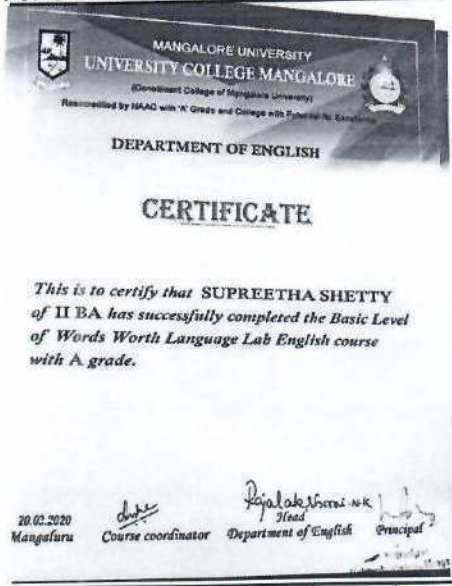 MANGALORE UNIVERSITY
UNIVERSITY COLLEGE MANGALORE
(Constituent College of Mangalore University)
Reaccredited by NAAC with 'A' Grade and College with Potential for Excellence
DEPARTMENT OF ENGLISH
CERTIFICATE
This is to certify that SUPREETHA SHETTY
of II BA has successfully completed the Basic Level
of Words Worth Language Lab English course
with A grade.
Rajalakshmi NK
20.02.2020 Head
Mangaluru Course coordinator Department of English Principal